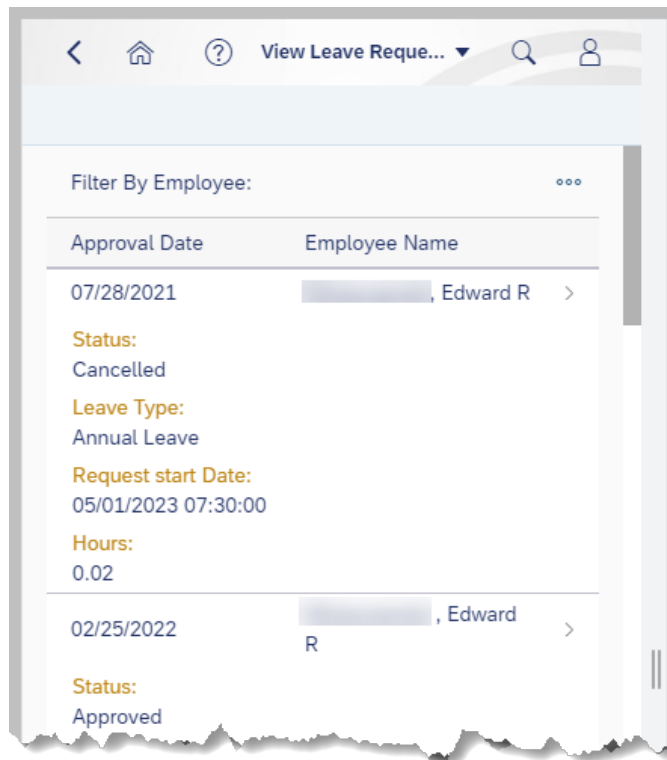 View Leave Reque...
Filter By Employee:
Approval Date Employee Name
07/28/2021 , Edward R
Status:
Cancelled
Leave Type:
Annual Leave
Request start Date:
05/01/2023 07:30:00
Hours:
0.02
02/25/2022 , Edward
R
Status:
Approved